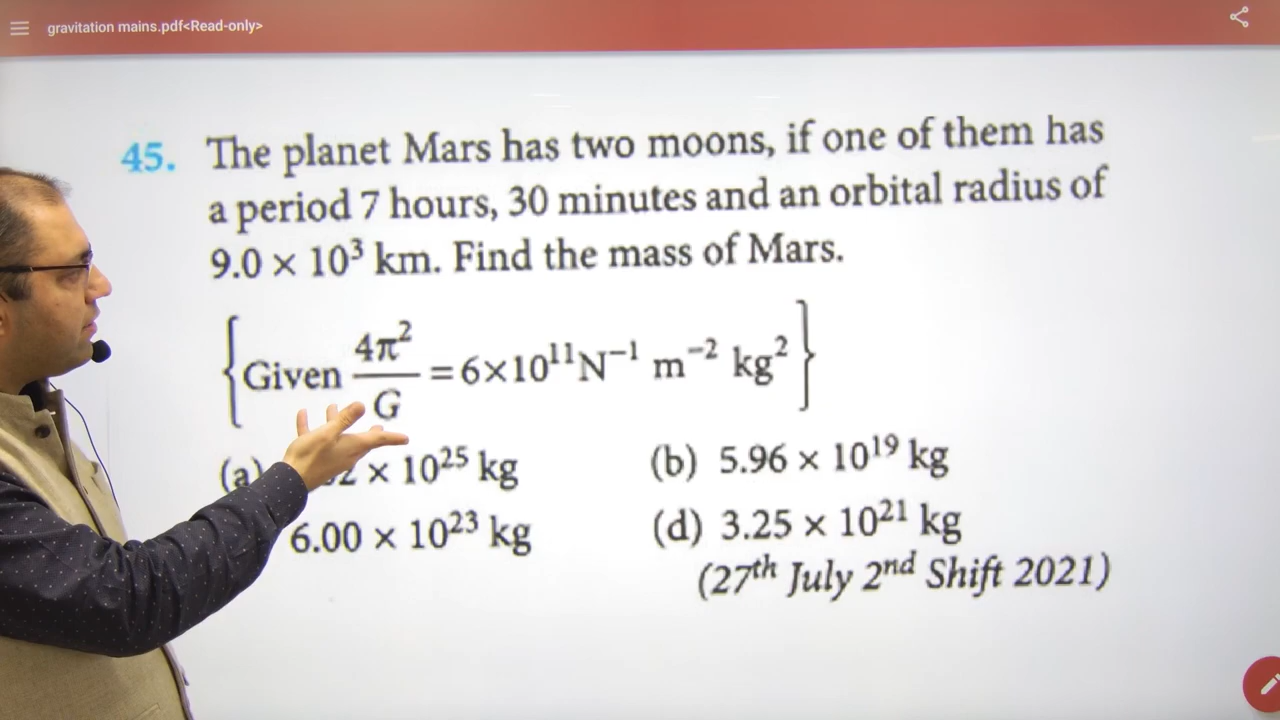 gravitation mains.pdf<Read-only>
45. The planet Mars has two moons, if one of them has
a period 7 hours, 30 minutes and an orbital radius of
9.0 × 10³ km. Find the mass of Mars.
{Given 4π²/G = 6×10¹¹N⁻¹ m⁻² kg²}
(a) × 10²⁵ kg (b) 5.96 × 10¹⁹ kg
6.00 × 10²³ kg (d) 3.25 × 10²¹ kg
(27th July 2nd Shift 2021)